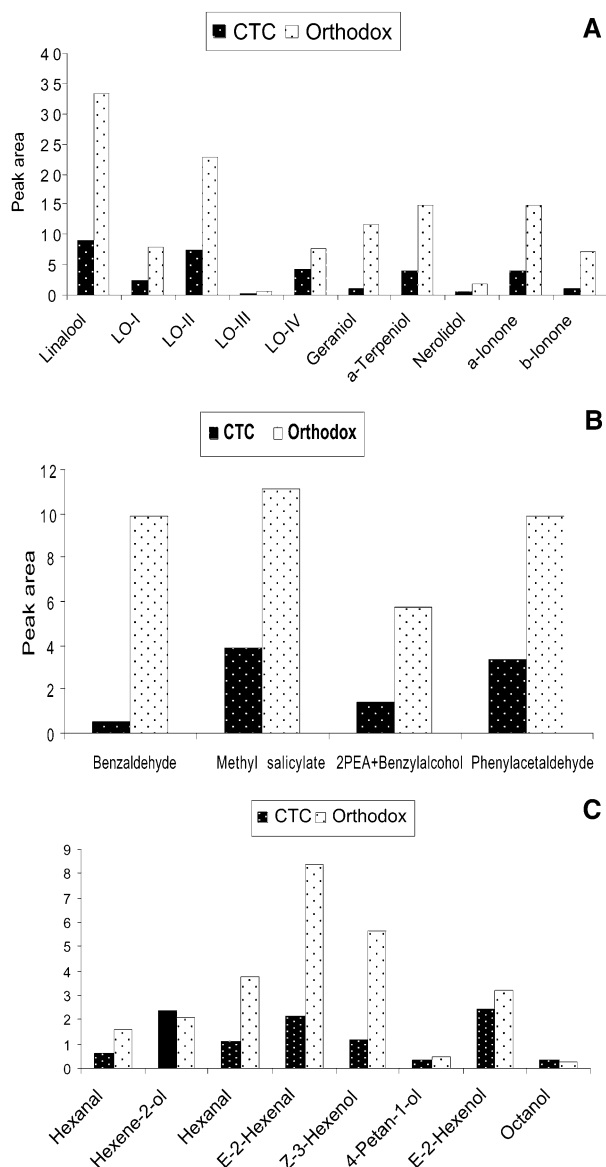 CTC Orthodox
A
Peak area
40
35
30
25
20
15
10
5
0
Linalool
LO-I
LO-II
LO-III
LO-IV
Geraniol
a-Terpeniol
Nerolidol
a-Ionone
b-Ionone
CTC Orthodox
B
Peak area
12
10
8
6
4
2
0
Benzaldehyde
Methyl salicylate
2PEA+Benzylalcohol
Phenylacetaldehyde
CTC Orthodox
C
9
8
7
6
5
4
3
2
1
0
Hexanal
Hexene-2-ol
Hexanal
E-2-Hexenal
Z-3-Hexenol
4-Petan-1-ol
E-2-Hexenol
Octanol